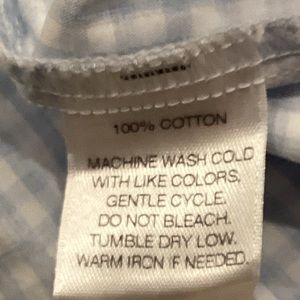 100% COTTON
MACHINE WASH COLD
WITH LIKE COLORS.
GENTLE CYCLE.
DO NOT BLEACH.
TUMBLE DRY LOW.
WARM IRON IF NEEDED.